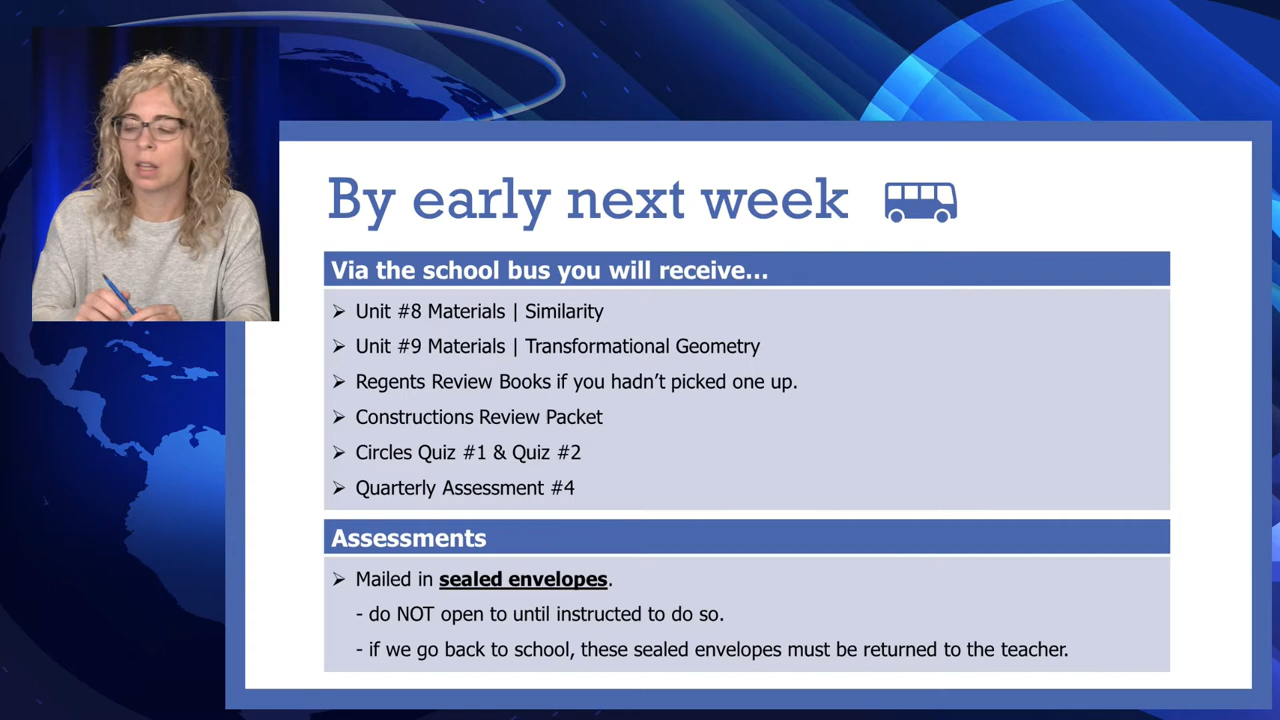 By early next week
Via the school bus you will receive...
Unit #8 Materials | Similarity
Unit #9 Materials | Transformational Geometry
Regents Review Books if you hadn't picked one up.
Constructions Review Packet
Circles Quiz #1 & Quiz #2
Quarterly Assessment #4
Assessments
Mailed in sealed envelopes.
- do NOT open to until instructed to do so.
- if we go back to school, these sealed envelopes must be returned to the teacher.